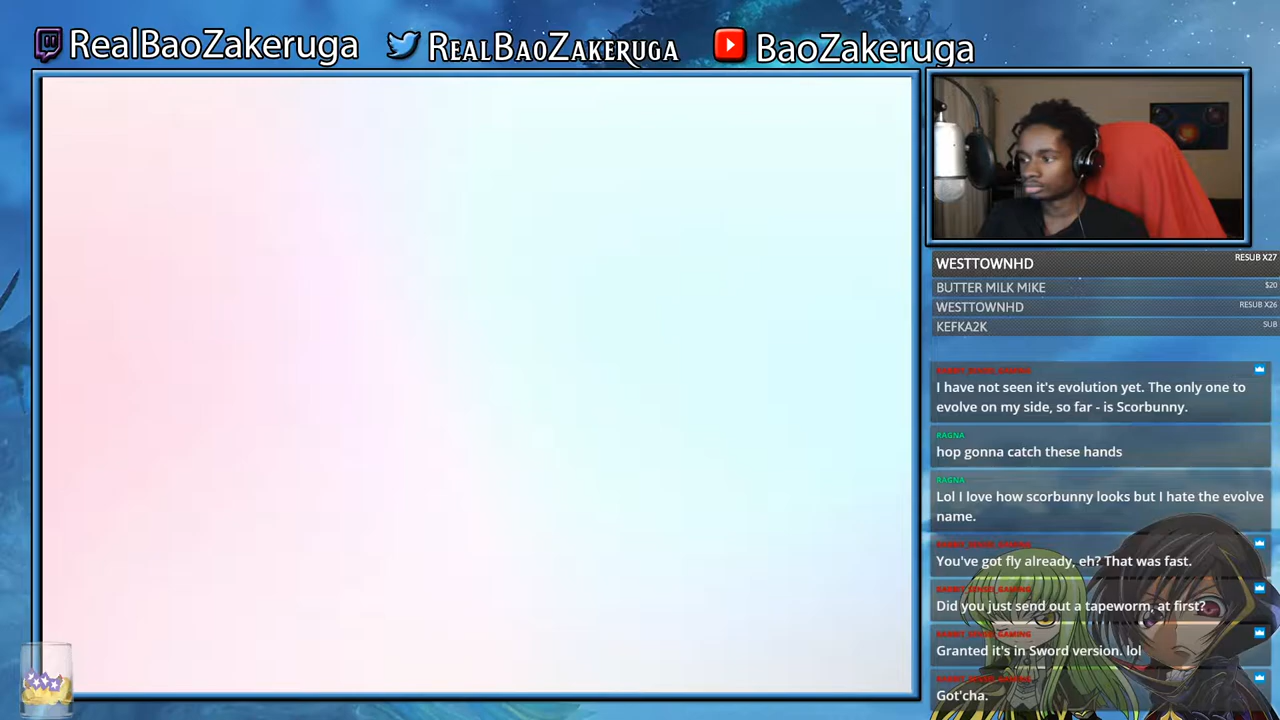 RealBaoZakeruga RealBaoZakeruga BaoZakeruga
WESTTOWNHD RESUB X27
BUTTER MILK MIKE $20
WESTTOWNHD RESUB X26
KEFKA2K SUB
I have not seen it's evolution yet. The only one to
evolve on my side, so far - is Scorbunny.
RAGNA
hop gonna catch these hands
RAGNA
Lol I love how scorbunny looks but I hate the evolve
name.
You've got fly already, eh? That was fast.
Did you just send out a tapeworm, at first?
Granted it's in Sword version. lol
Got'cha.